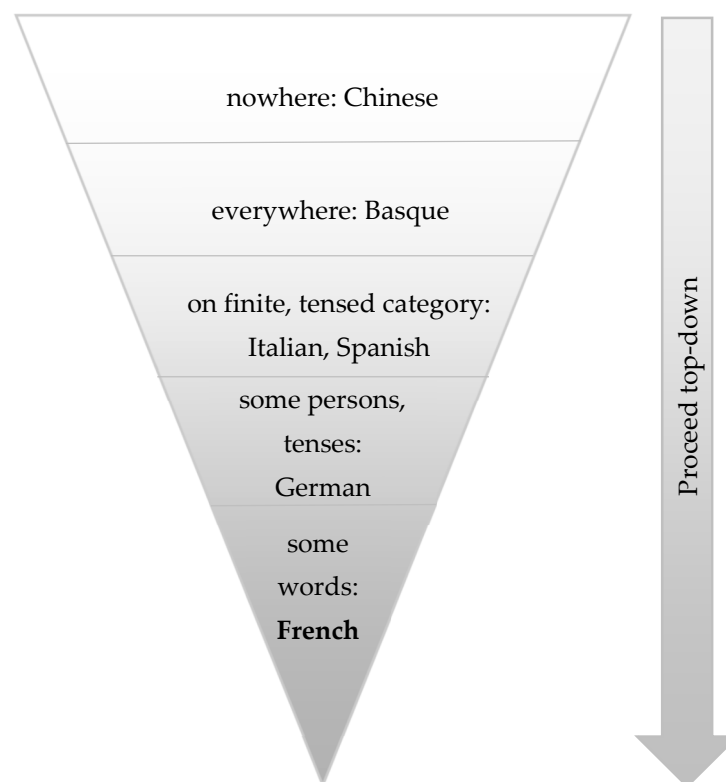 nowhere: Chinese
everywhere: Basque
on finite, tensed category:
Italian, Spanish
some persons,
tenses:
German
some
words:
French
Proceed top-down